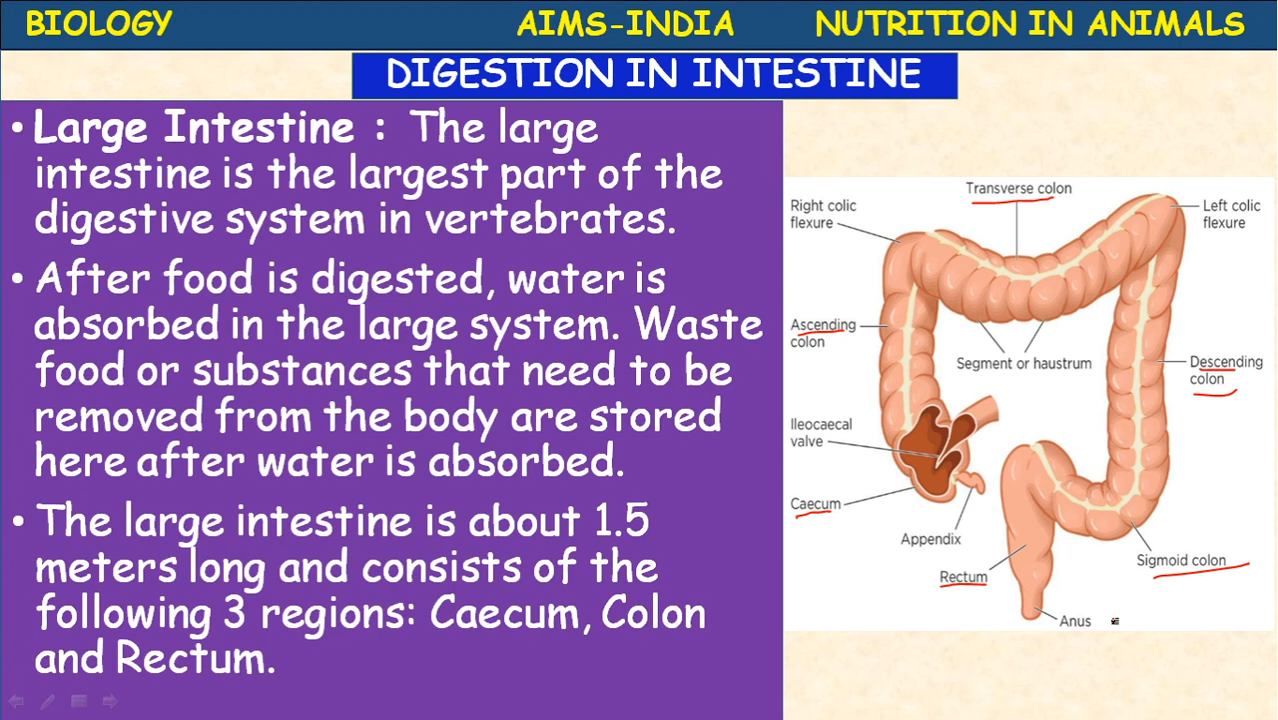 BIOLOGY AIMS-INDIA NUTRITION IN ANIMALS
DIGESTION IN INTESTINE
• Large Intestine : The large
intestine is the largest part of the
digestive system in vertebrates.
• After food is digested, water is
absorbed in the large system. Waste
food or substances that need to be
removed from the body are stored
here after water is absorbed.
• The large intestine is about 1.5
meters long and consists of the
following 3 regions: Caecum, Colon
and Rectum.
Transverse colon
Right colic
flexure
Left colic
flexure
Ascending
colon
Segment or haustrum
Descending
colon
Ileocaecal
valve
Caecum
Appendix
Sigmoid colon
Rectum
Anus